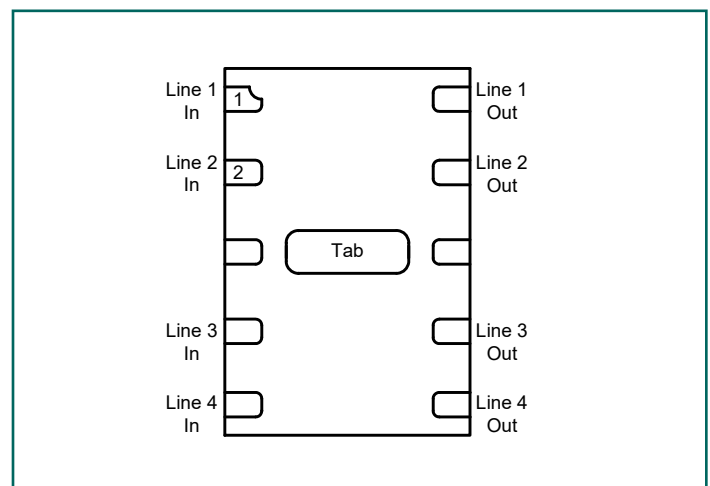 Line 1
In
1
Line 1
Out
Line 2
In
2
Line 2
Out
Tab
Line 3
In
Line 3
Out
Line 4
In
Line 4
Out